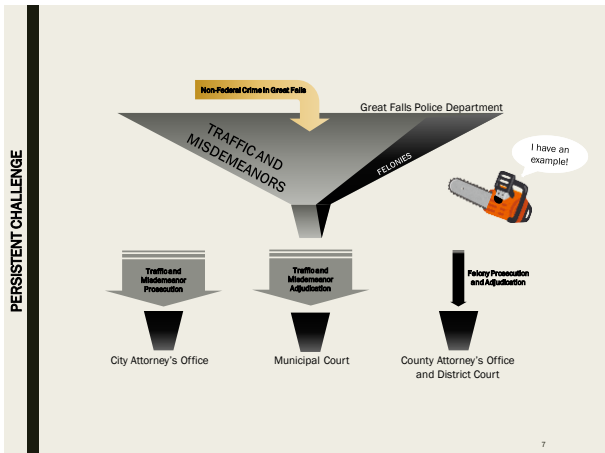 PERSISTENT CHALLENGE
Non-Federal Crime in Great Falls
Great Falls Police Department
TRAFFIC AND
MISDEMEANORS
FELONIES
I have an
example!
Traffic and
Misdemeanor
Prosecution
Traffic and
Misdemeanor
Adjudication
Felony Prosecution
and Adjudication
City Attorney's Office
Municipal Court
County Attorney's Office
and District Court
7